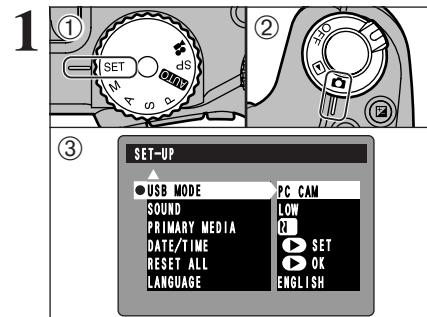 1
①
SET
M
A
S
P
AUTO
SP
②
OFF
③
SET-UP
USB MODE PC CAM
SOUND LOW
PRIMARY MEDIA
DATE/TIME SET
RESET ALL OK
LANGUAGE ENGLISH